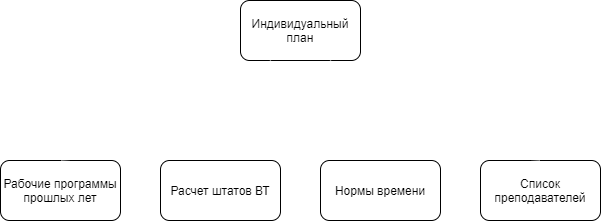 Индивидуальный
план
Рабочие программы
прошлых лет
Расчет штатов ВТ
Нормы времени
Список
преподавателей